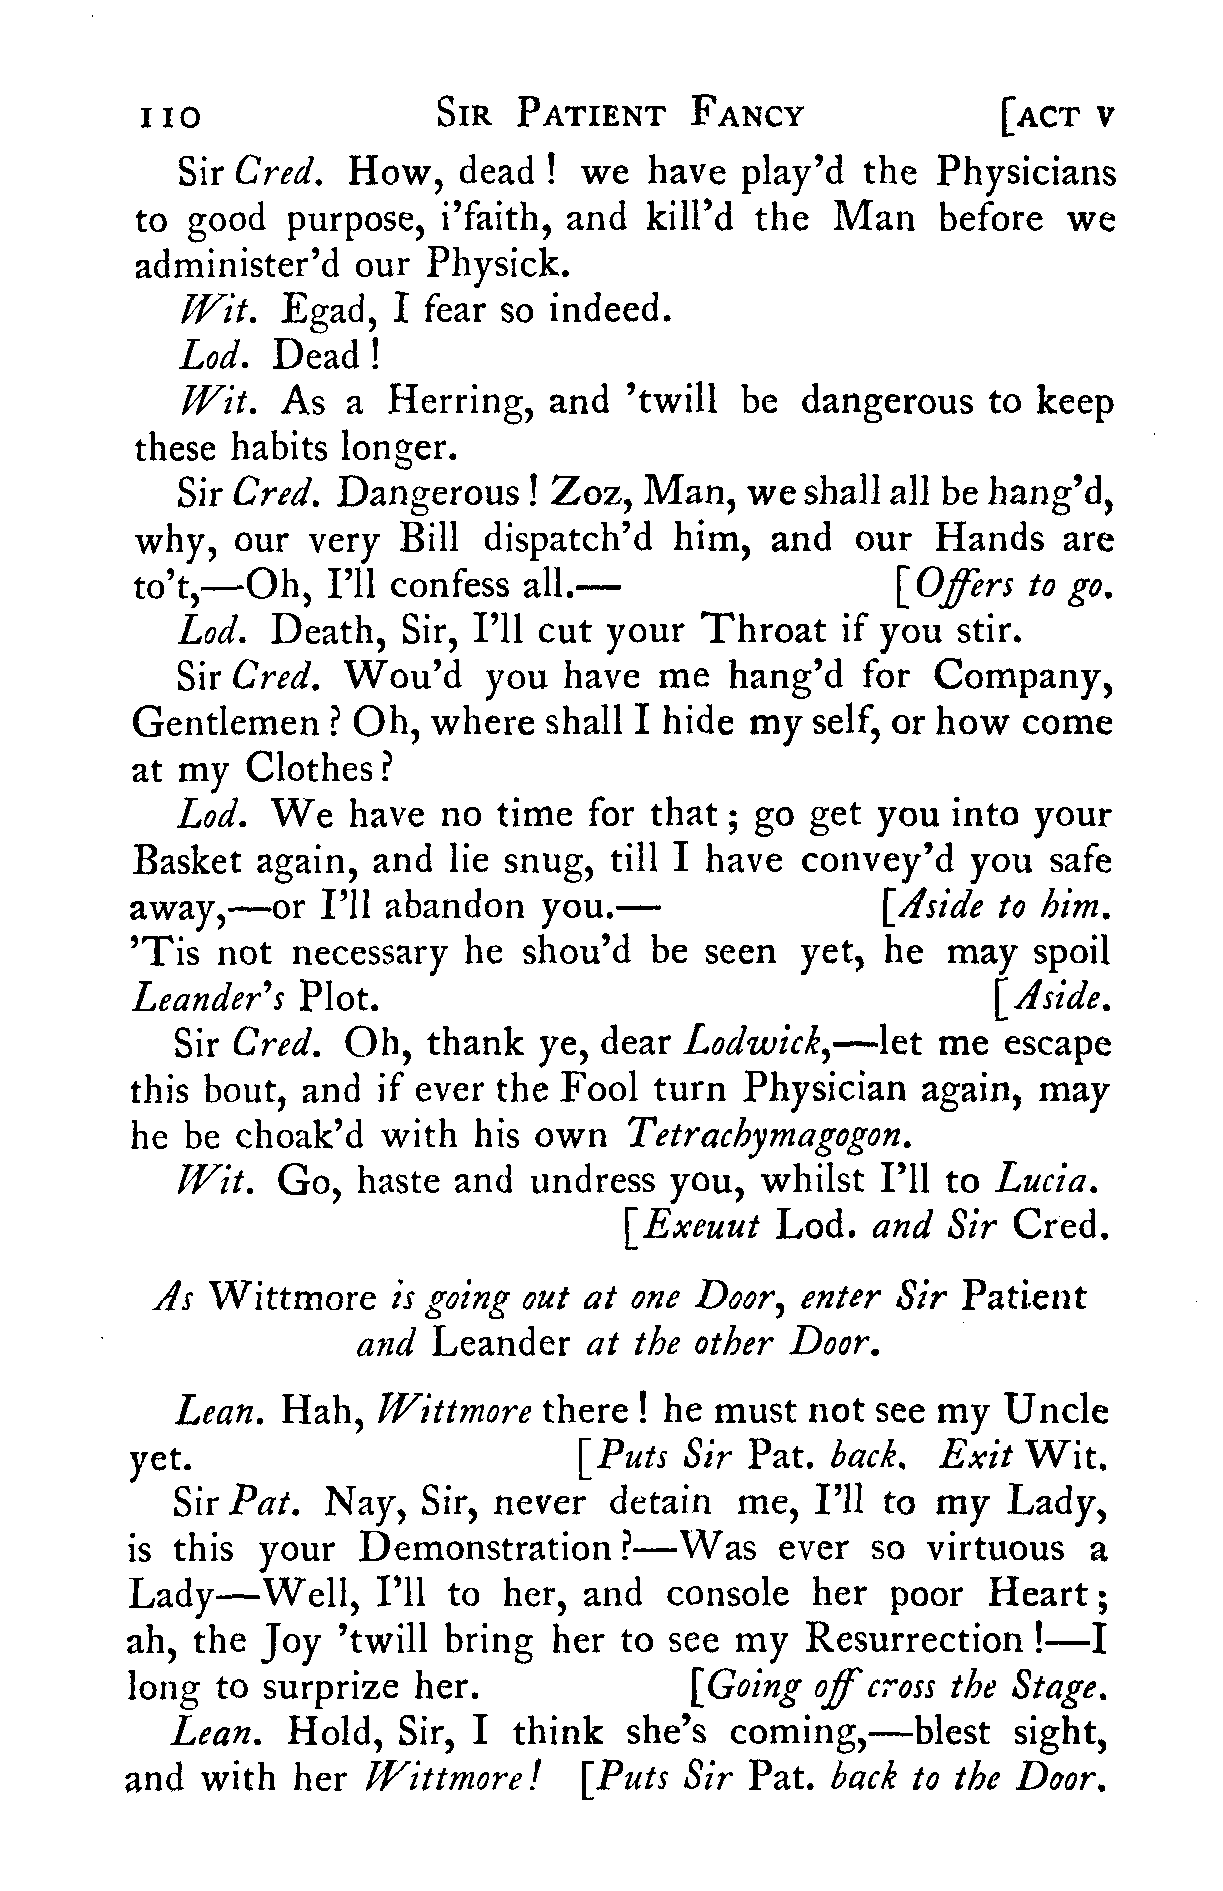 110 SIR PATIENT FANCY [ACT V
Sir Cred. How, dead ! we have play'd the Physicians
to good purpose, i'faith, and kill'd the Man before we
administer'd our Physick.
Wit. Egad, I fear so indeed.
Lod. Dead !
Wit. As a Herring, and 'twill be dangerous to keep
these habits longer.
Sir Cred. Dangerous ! Zoz, Man, we shall all be hang'd,
why, our very Bill dispatch'd him, and our Hands are
to't,—Oh, I'll confess all.— [Offers to go.
Lod. Death, Sir, I'll cut your Throat if you stir.
Sir Cred. Wou'd you have me hang'd for Company,
Gentlemen ? Oh, where shall I hide my self, or how come
at my Clothes ?
Lod. We have no time for that ; go get you into your
Basket again, and lie snug, till I have convey'd you safe
away,—or I'll abandon you.— [Aside to him.
'Tis not necessary he shou'd be seen yet, he may spoil
Leander's Plot. [Aside.
Sir Cred. Oh, thank ye, dear Lodwick,—let me escape
this bout, and if ever the Fool turn Physician again, may
he be choak'd with his own Tetrachymagogon.
Wit. Go, haste and undress you, whilst I'll to Lucia.
[Exeuut Lod. and Sir Cred.
As Wittmore is going out at one Door, enter Sir Patient
and Leander at the other Door.
Lean. Hah, Wittmore there ! he must not see my Uncle
yet. [Puts Sir Pat. back. Exit Wit.
Sir Pat. Nay, Sir, never detain me, I'll to my Lady,
is this your Demonstration ?—Was ever so virtuous a
Lady—Well, I'll to her, and console her poor Heart ;
ah, the Joy 'twill bring her to see my Resurrection !—I
long to surprize her. [Going off cross the Stage.
Lean. Hold, Sir, I think she's coming,—blest sight,
and with her Wittmore ! [Puts Sir Pat. back to the Door.